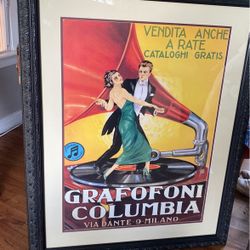 VENDITA ANCHE
A RATE
CATALOGHI GRATIS
GRAFOFONI
COLUMBIA
VIA DANTE·9·MILANO